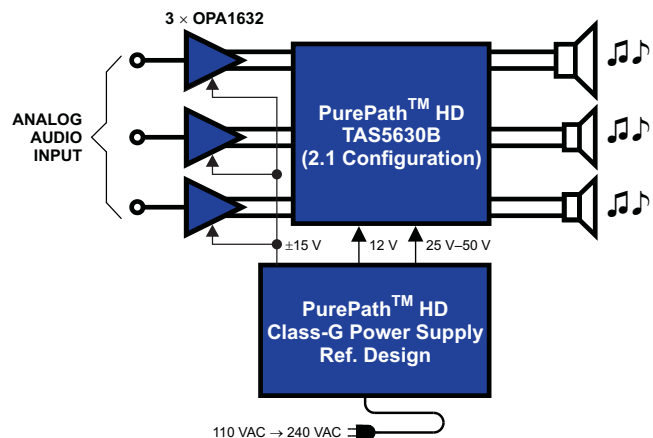 3 × OPA1632
ANALOG
AUDIO
INPUT
PurePath™ HD
TAS5630B
(2.1 Configuration)
±15 V
12 V
25 V–50 V
PurePath™ HD
Class-G Power Supply
Ref. Design
110 VAC → 240 VAC